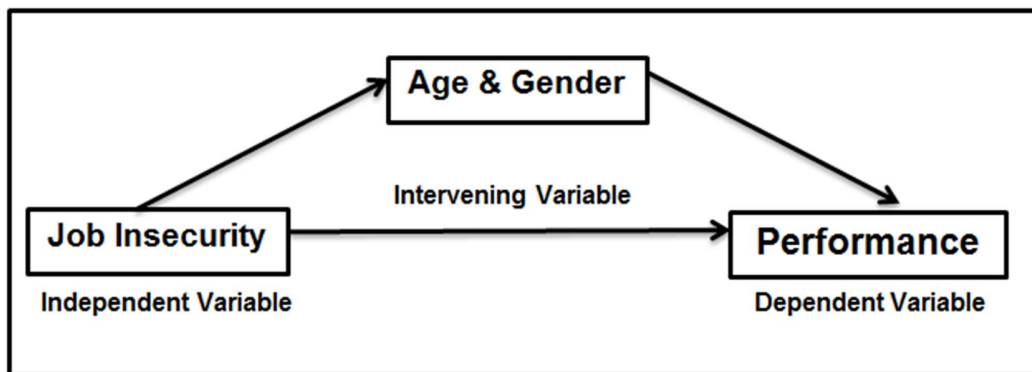 Age & Gender
Intervening Variable
Job Insecurity
Performance
Independent Variable
Dependent Variable